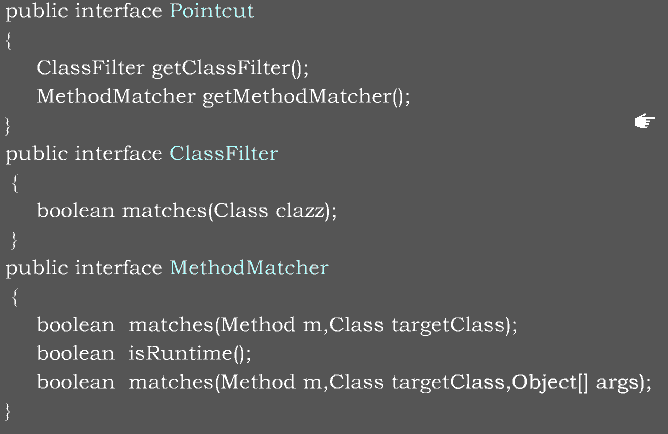 public interface Pointcut
{
ClassFilter getClassFilter();
MethodMatcher getMethodMatcher();
}
public interface ClassFilter
{
boolean matches(Class clazz);
}
public interface MethodMatcher
{
boolean matches(Method m,Class targetClass);
boolean isRuntime();
boolean matches(Method m,Class targetClass,Object[] args);
}